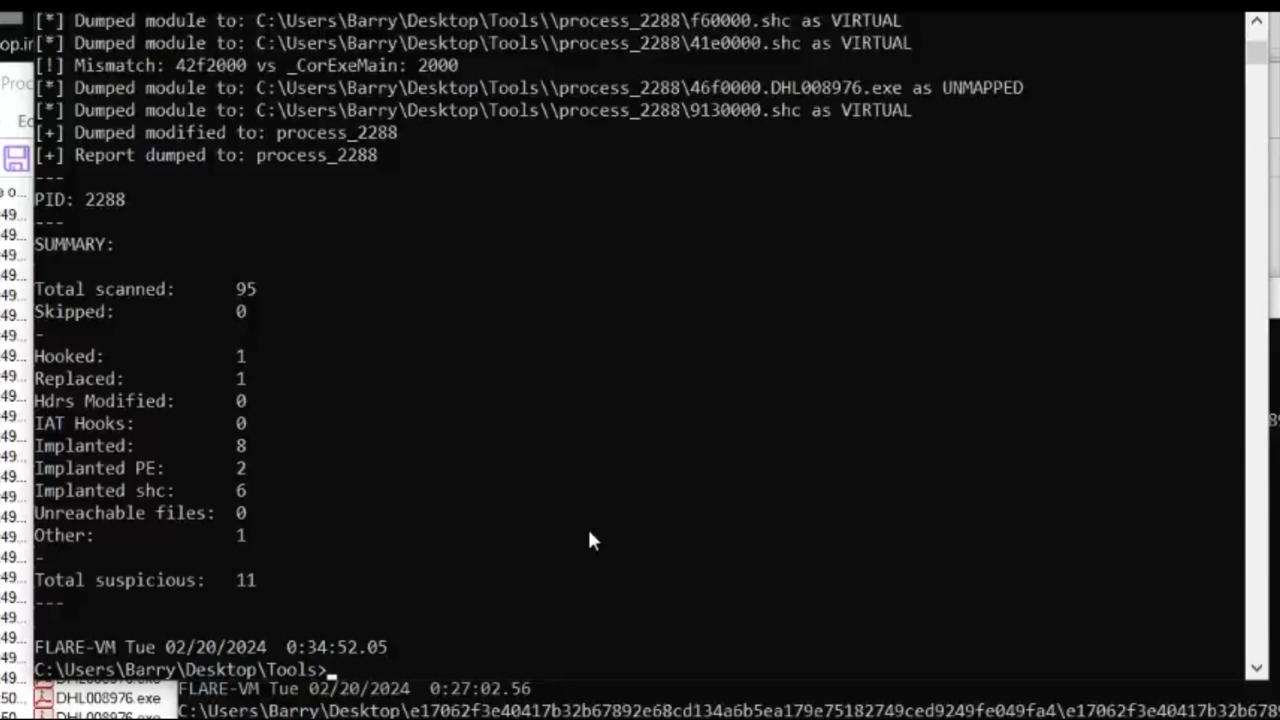 [*] Dumped module to: C:\Users\Barry\Desktop\Tools\\process_2288\f60000.shc as VIRTUAL
[*] Dumped module to: C:\Users\Barry\Desktop\Tools\\process_2288\41e0000.shc as VIRTUAL
[!] Mismatch: 42f2000 vs _CorExeMain: 2000
[*] Dumped module to: C:\Users\Barry\Desktop\Tools\\process_2288\46f0000.DHL008976.exe as UNMAPPED
[*] Dumped module to: C:\Users\Barry\Desktop\Tools\\process_2288\9130000.shc as VIRTUAL
[+] Dumped modified to: process_2288
[+] Report dumped to: process_2288
---
PID: 2288
---
SUMMARY:
Total scanned: 95
Skipped: 0
-
Hooked: 1
Replaced: 1
Hdrs Modified: 0
IAT Hooks: 0
Implanted: 8
Implanted PE: 2
Implanted shc: 6
Unreachable files: 0
Other: 1
-
Total suspicious: 11
---
FLARE-VM Tue 02/20/2024 0:34:52.05
C:\Users\Barry\Desktop\Tools>_
DHL008976.exe
FLARE-VM Tue 02/20/2024 0:27:02.56
C:\Users\Barry\Desktop\e17062f3e40417b32b67892e68cd134a6b5ea179e75182749ced9249fe049fa4\e17062f3e40417b32b6789